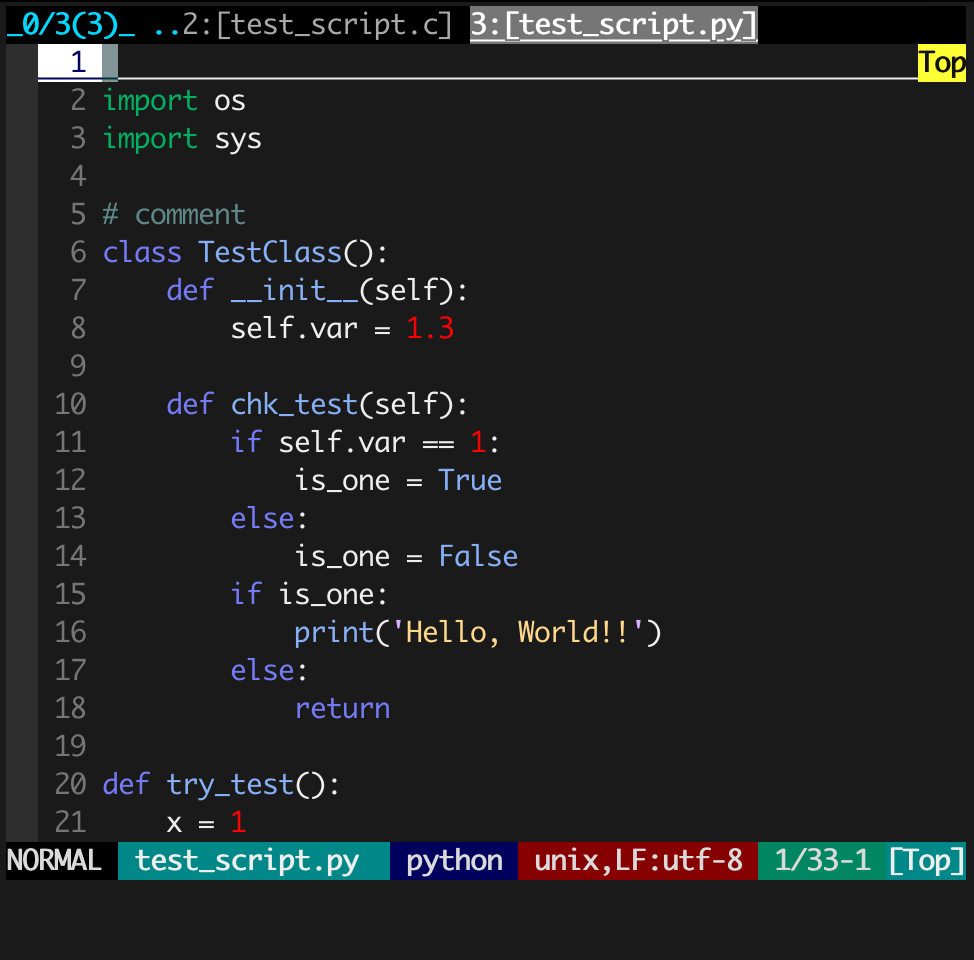 _0/3(3)_ ..2:[test_script.c] 3:[test_script.py]
1 Top
2 import os
3 import sys
4
5 # comment
6 class TestClass():
7     def __init__(self):
8         self.var = 1.3
9
10     def chk_test(self):
11         if self.var == 1:
12             is_one = True
13         else:
14             is_one = False
15         if is_one:
16             print('Hello, World!!')
17         else:
18             return
19
20 def try_test():
21     x = 1
NORMAL test_script.py python unix,LF:utf-8 1/33-1 [Top]